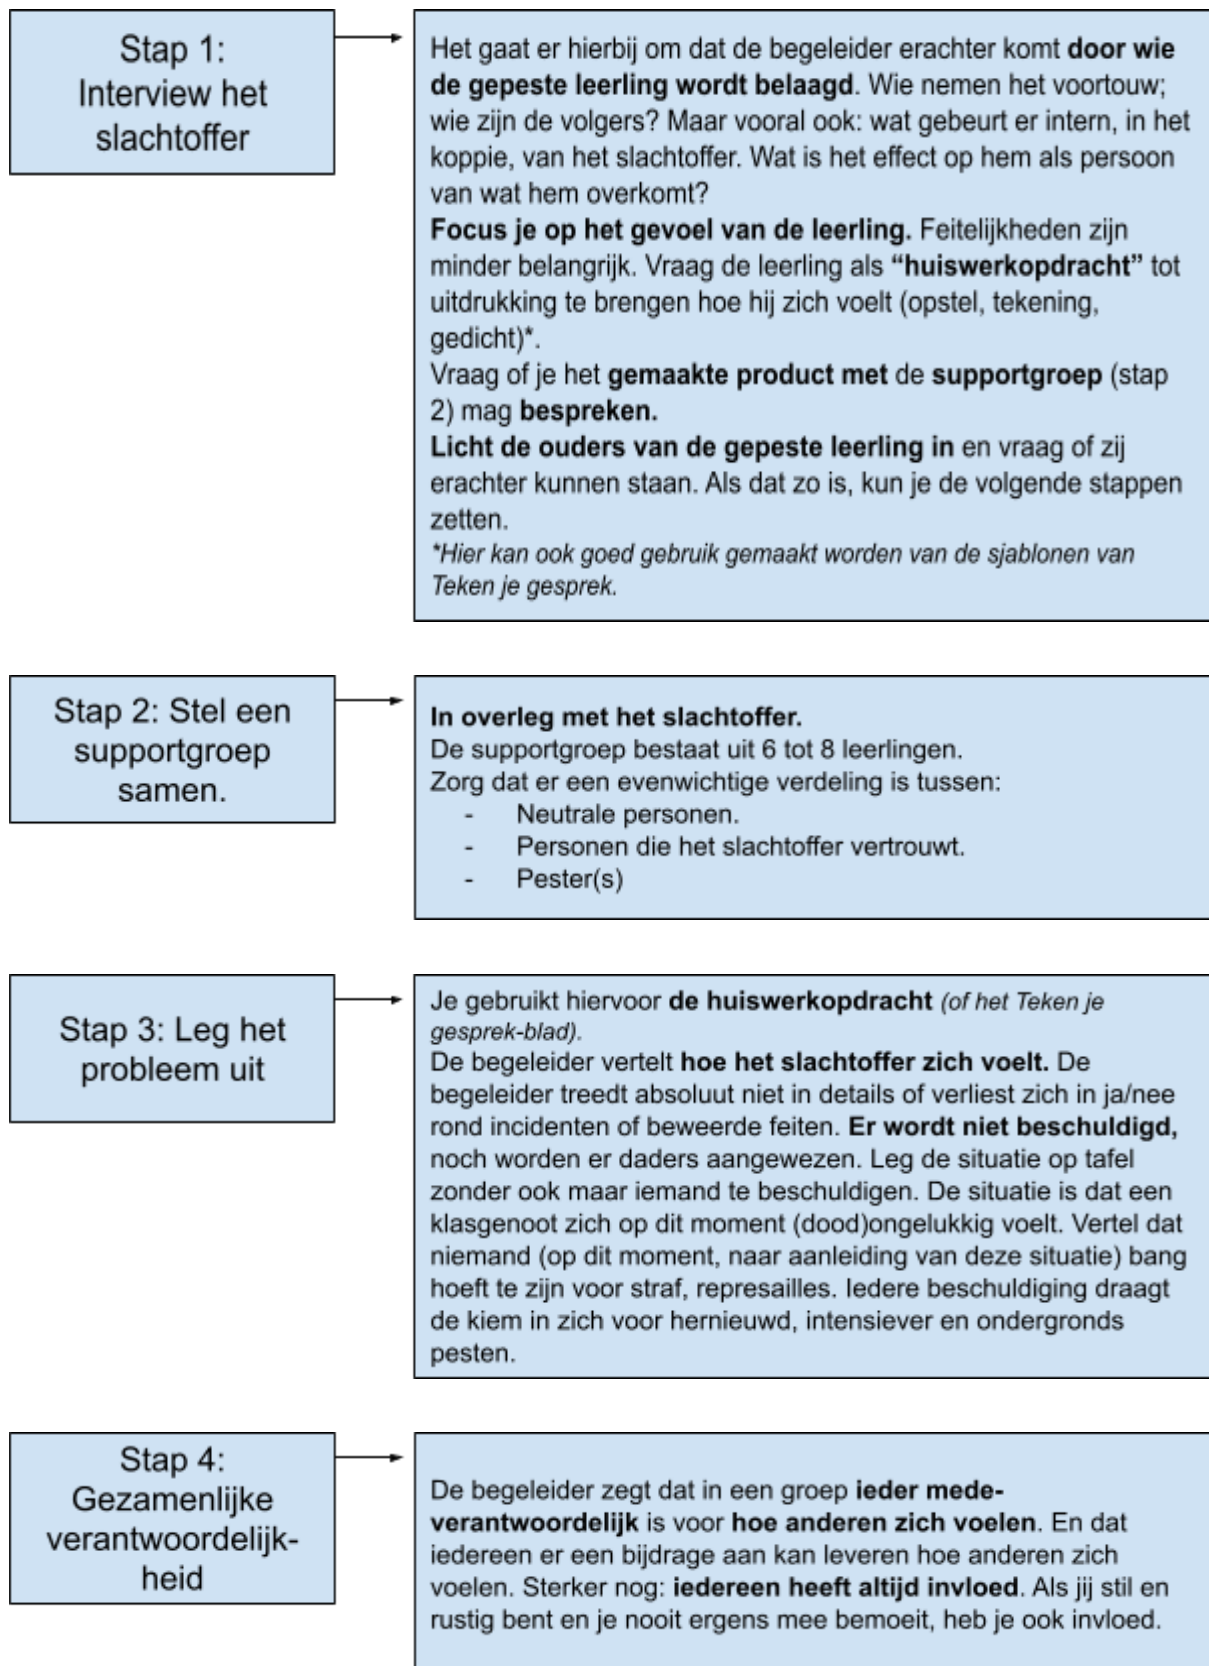 Stap 1:
Interview het
slachtoffer
Het gaat er hierbij om dat de begeleider erachter komt door wie
de gepeste leerling wordt belaagd. Wie nemen het voortouw;
wie zijn de volgers? Maar vooral ook: wat gebeurt er intern, in het
koppie, van het slachtoffer. Wat is het effect op hem als persoon
van wat hem overkomt?
Focus je op het gevoel van de leerling. Feitelijkheden zijn
minder belangrijk. Vraag de leerling als “huiswerkopdracht” tot
uitdrukking te brengen hoe hij zich voelt (opstel, tekening,
gedicht)*.
Vraag of je het gemaakte product met de supportgroep (stap
2) mag bespreken.
Licht de ouders van de gepeste leerling in en vraag of zij
erachter kunnen staan. Als dat zo is, kun je de volgende stappen
zetten.
*Hier kan ook goed gebruik gemaakt worden van de sjablonen van
Teken je gesprek.
Stap 2: Stel een
supportgroep
samen.
In overleg met het slachtoffer.
De supportgroep bestaat uit 6 tot 8 leerlingen.
Zorg dat er een evenwichtige verdeling is tussen:
- Neutrale personen.
- Personen die het slachtoffer vertrouwt.
- Pester(s)
Stap 3: Leg het
probleem uit
Je gebruikt hiervoor de huiswerkopdracht (of het Teken je
gesprek-blad).
De begeleider vertelt hoe het slachtoffer zich voelt. De
begeleider treedt absoluut niet in details of verliest zich in ja/nee
rond incidenten of beweerde feiten. Er wordt niet beschuldigd,
noch worden er daders aangewezen. Leg de situatie op tafel
zonder ook maar iemand te beschuldigen. De situatie is dat een
klasgenoot zich op dit moment (dood)ongelukkig voelt. Vertel dat
niemand (op dit moment, naar aanleiding van deze situatie) bang
hoeft te zijn voor straf, represailles. Iedere beschuldiging draagt
de kiem in zich voor hernieuwd, intensiever en ondergronds
pesten.
Stap 4:
Gezamenlijke
verantwoordelijk-
heid
De begeleider zegt dat in een groep ieder mede-
verantwoordelijk is voor hoe anderen zich voelen. En dat
iedereen er een bijdrage aan kan leveren hoe anderen zich
voelen. Sterker nog: iedereen heeft altijd invloed. Als jij stil en
rustig bent en je nooit ergens mee bemoeit, heb je ook invloed.